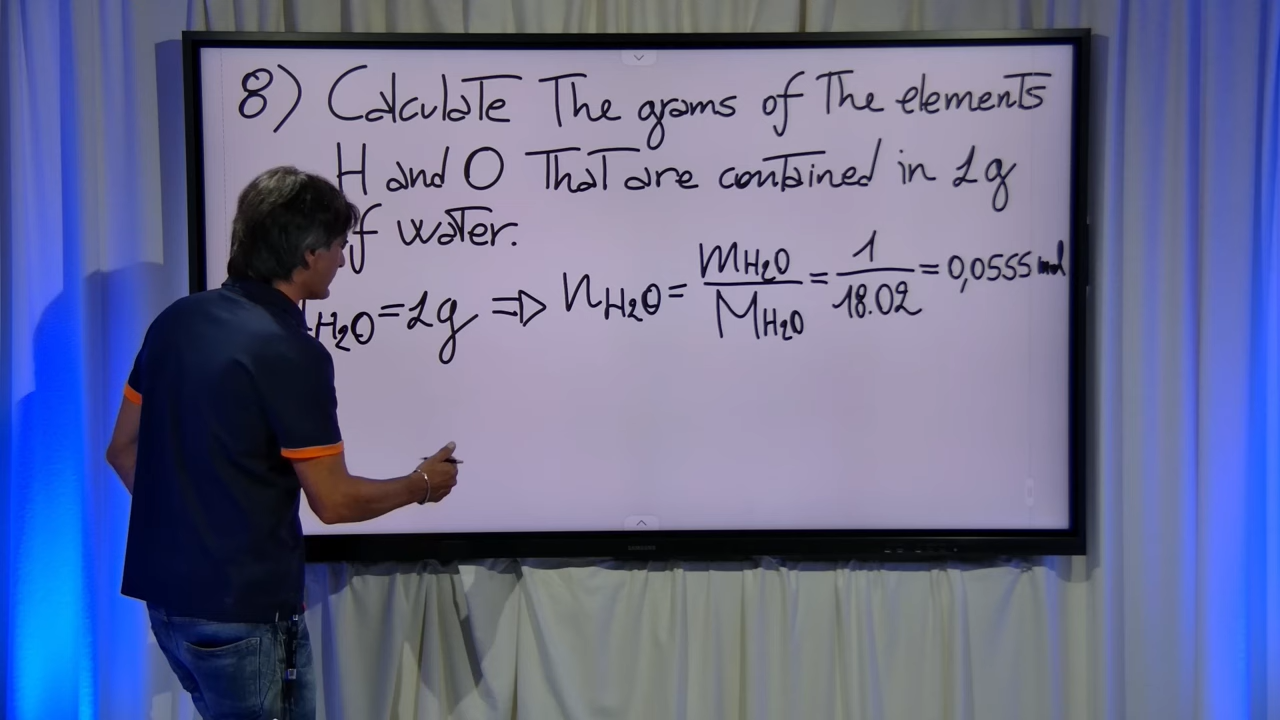 8) Calculate The grams of The elements
H and O That are contained in 1g
f water.
H2O = 1g ⇒ nH2O = mH2O / MH2O = 1 / 18.02 = 0,0555 mol
SAMSUNG